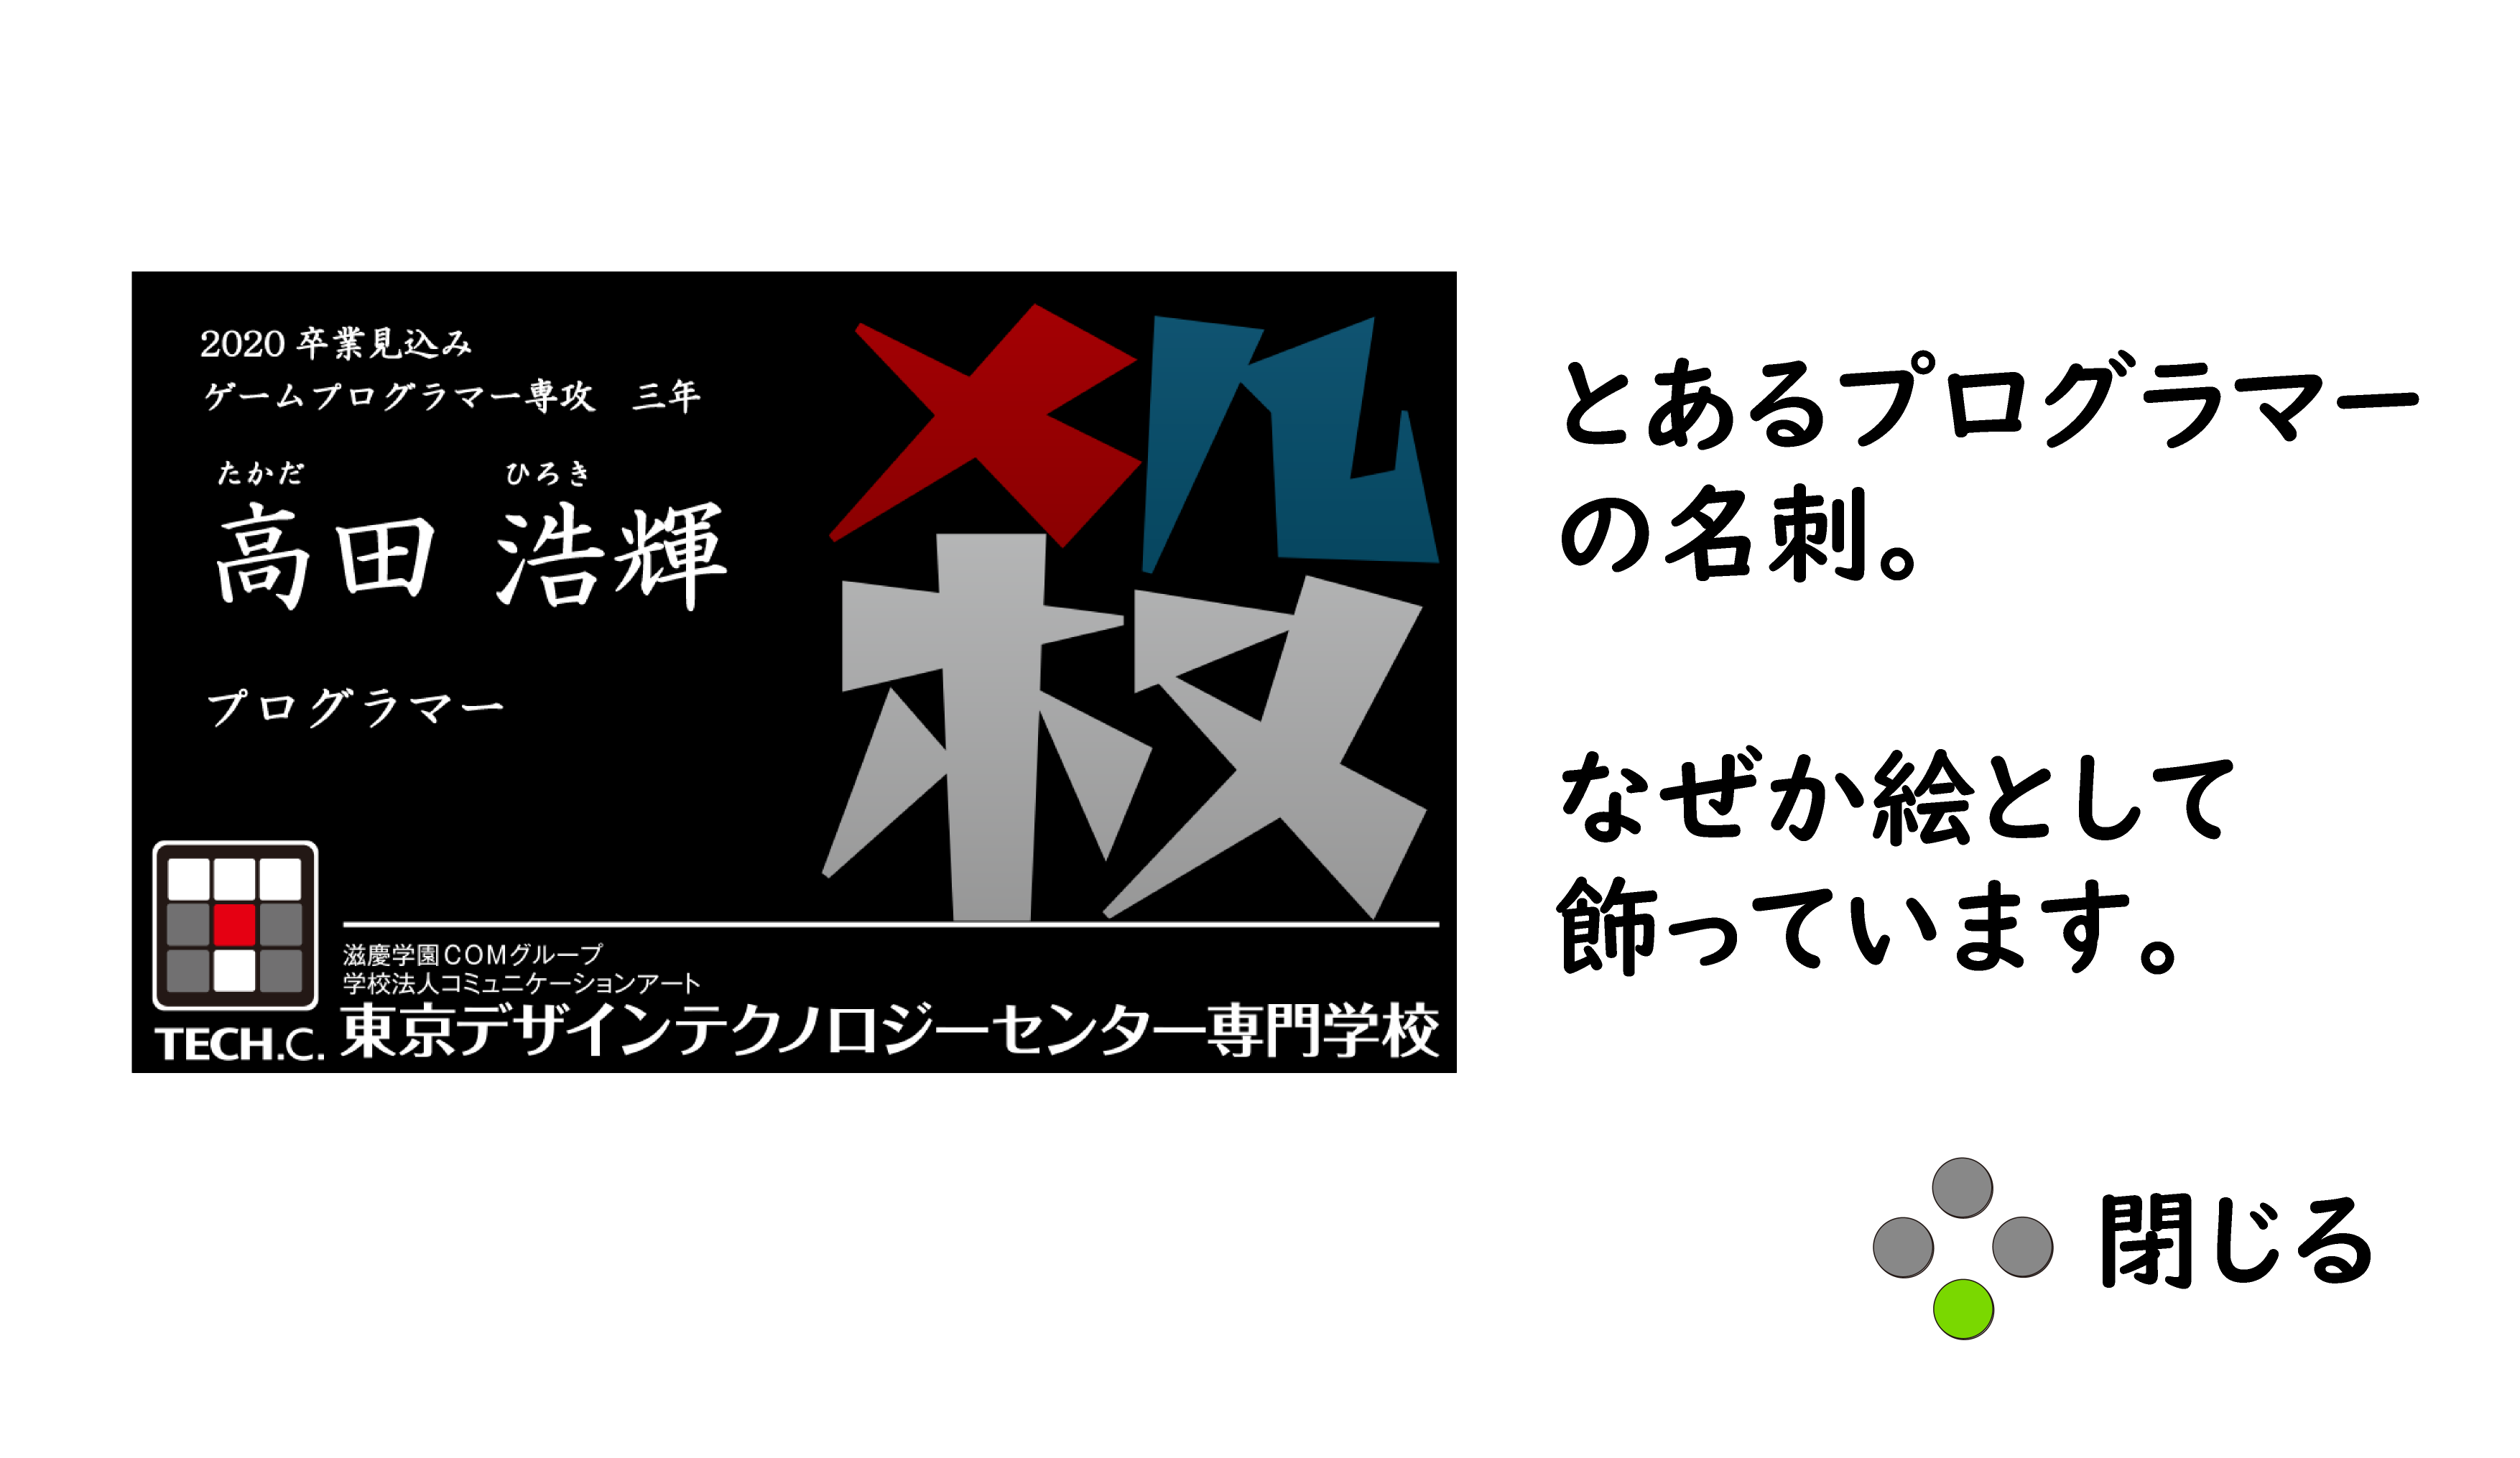 2020 卒業見込み
ゲームプログラマー専攻　三年
たかだ　ひろき
高田 浩輝
プログラマー
滋慶学園COMグループ
学校法人コミュニケーションアート
TECH.C. 東京デザインテクノロジーセンター専門学校
とあるプログラマー
の名刺。
なぜか絵として
飾っています。
閉じる